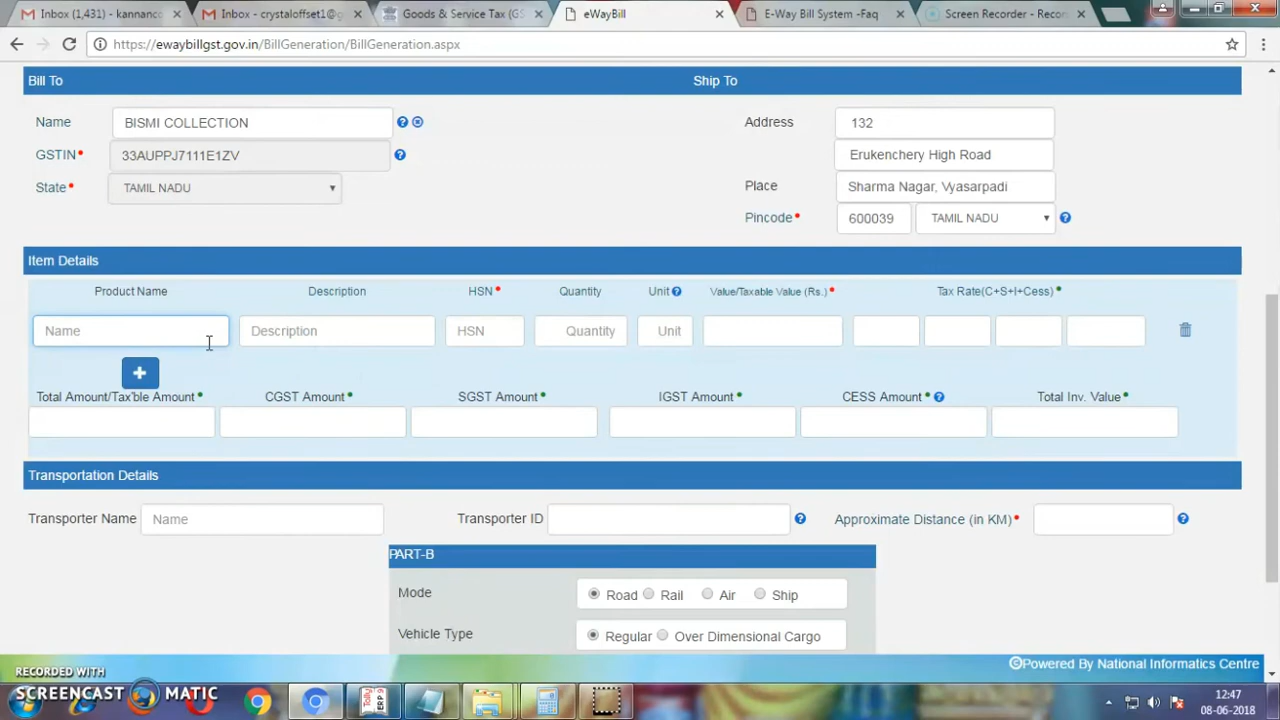 Inbox (1,431) - kannanco
Inbox - crystaloffset1@g
Goods & Service Tax (GS
eWayBill
E-Way Bill System -Faq
Screen Recorder - Recor
https://ewaybillgst.gov.in/BillGeneration/BillGeneration.aspx
Bill To
Ship To
Name
BISMI COLLECTION
Address
132
GSTIN
33AUPPJ7111E1ZV
Erukenchery High Road
State
TAMIL NADU
Place
Sharma Nagar, Vyasarpadi
Pincode
600039
TAMIL NADU
Item Details
Product Name
Description
HSN
Quantity
Unit
Value/Taxable Value (Rs.)
Tax Rate(C+S+I+Cess)
Name
Description
HSN
Quantity
Unit
Total Amount/Tax'ble Amount
CGST Amount
SGST Amount
IGST Amount
CESS Amount
Total Inv. Value
Transportation Details
Transporter Name
Name
Transporter ID
Approximate Distance (in KM)
PART-B
Mode
Road
Rail
Air
Ship
Vehicle Type
Regular
Over Dimensional Cargo
©Powered By National Informatics Centre
RECORDED WITH
SCREENCAST MATIC
Tally
ERP 9
12:47
08-06-2018